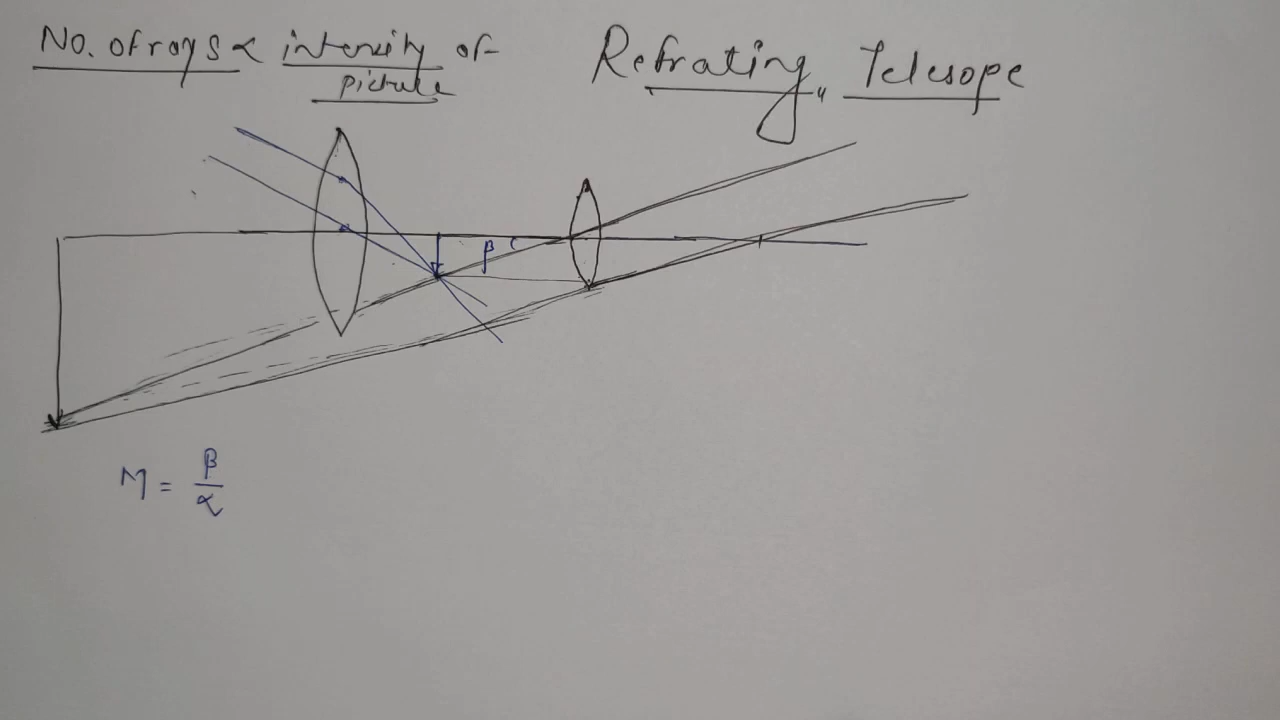 No. of rays ∝ intensity of
picture
Refrating Telesope
β
M = β/α